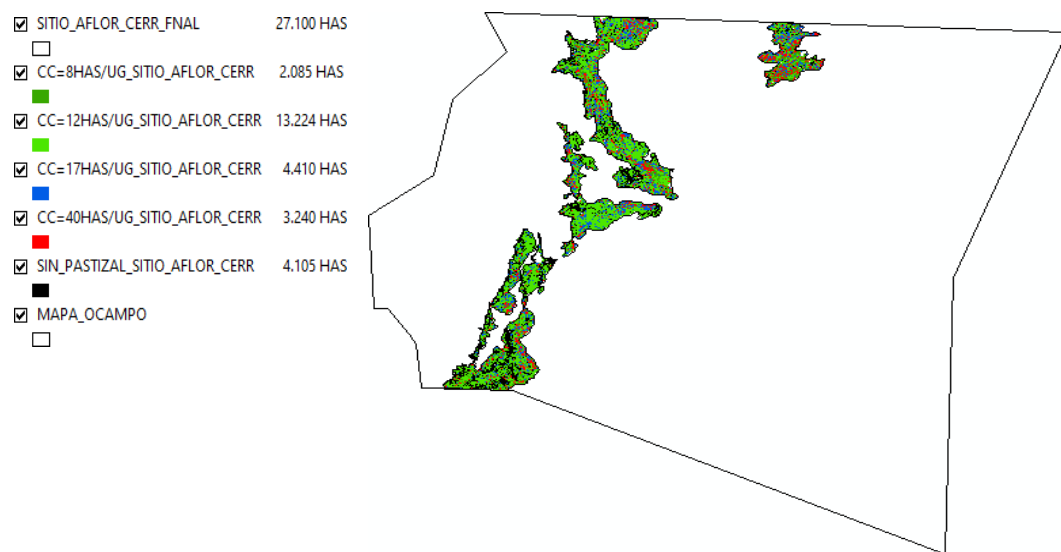 SITIO_AFLOR_CERR_FNAL 27.100 HAS
CC=8HAS/UG_SITIO_AFLOR_CERR 2.085 HAS
CC=12HAS/UG_SITIO_AFLOR_CERR 13.224 HAS
CC=17HAS/UG_SITIO_AFLOR_CERR 4.410 HAS
CC=40HAS/UG_SITIO_AFLOR_CERR 3.240 HAS
SIN_PASTIZAL_SITIO_AFLOR_CERR 4.105 HAS
MAPA_OCAMPO